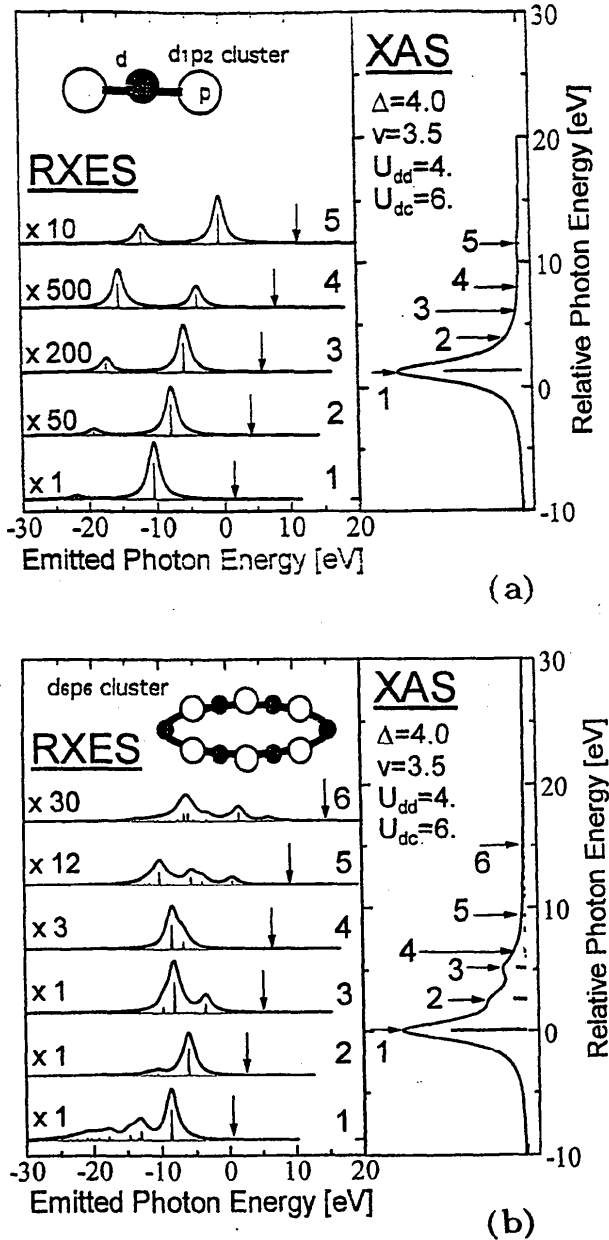 30
d d1p2 cluster
p
XAS
Δ=4.0
v=3.5
Udd=4.
Udc=6.
20
RXES
x 10
5
5
x 500
4
4
10
3
x 200
3
2
x 50
2
0
1
x 1
1
-10
-30 -20 -10 0 10 20
Emitted Photon Energy [eV]
Relative Photon Energy [eV]
(a)
30
d6p6 cluster
XAS
RXES
Δ=4.0
v=3.5
Udd=4.
Udc=6.
20
x 30
6
6
x 12
5
5
10
x 3
4
4
3
x 1
3
2
x 1
2
0
1
x 1
1
-10
-30 -20 -10 0 10 20
Emitted Photon Energy [eV]
Relative Photon Energy [eV]
(b)